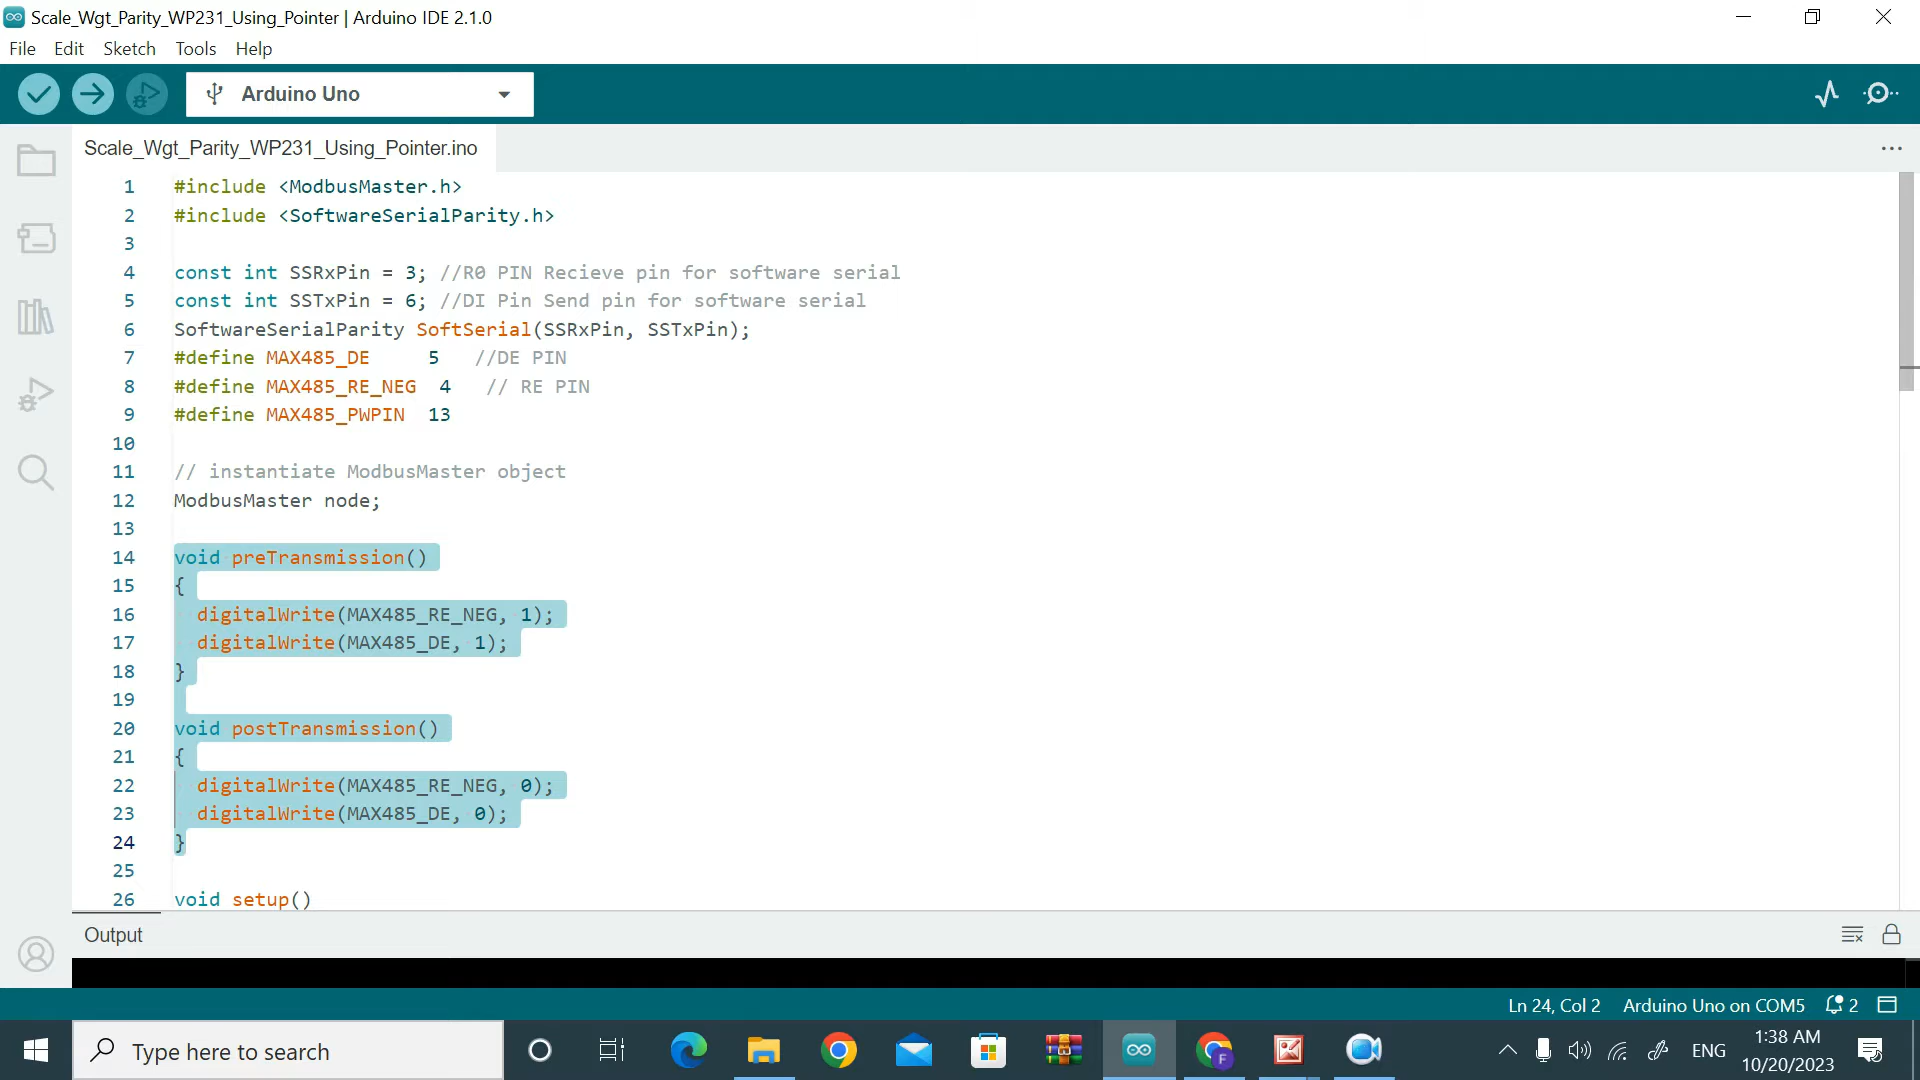 Scale_Wgt_Parity_WP231_Using_Pointer | Arduino IDE 2.1.0
File Edit Sketch Tools Help
Arduino Uno
Scale_Wgt_Parity_WP231_Using_Pointer.ino
1 #include <ModbusMaster.h>
2 #include <SoftwareSerialParity.h>
3
4 const int SSRxPin = 3; //R0 PIN Recieve pin for software serial
5 const int SSTxPin = 6; //DI Pin Send pin for software serial
6 SoftwareSerialParity SoftSerial(SSRxPin, SSTxPin);
7 #define MAX485_DE 5 //DE PIN
8 #define MAX485_RE_NEG 4 // RE PIN
9 #define MAX485_PWPIN 13
10
11 // instantiate ModbusMaster object
12 ModbusMaster node;
13
14 void preTransmission()
15 {
16 digitalWrite(MAX485_RE_NEG, 1);
17 digitalWrite(MAX485_DE, 1);
18 }
19
20 void postTransmission()
21 {
22 digitalWrite(MAX485_RE_NEG, 0);
23 digitalWrite(MAX485_DE, 0);
24 }
25
26 void setup()
Output
Ln 24, Col 2 Arduino Uno on COM5 2
Type here to search
F
ENG
1:38 AM
10/20/2023